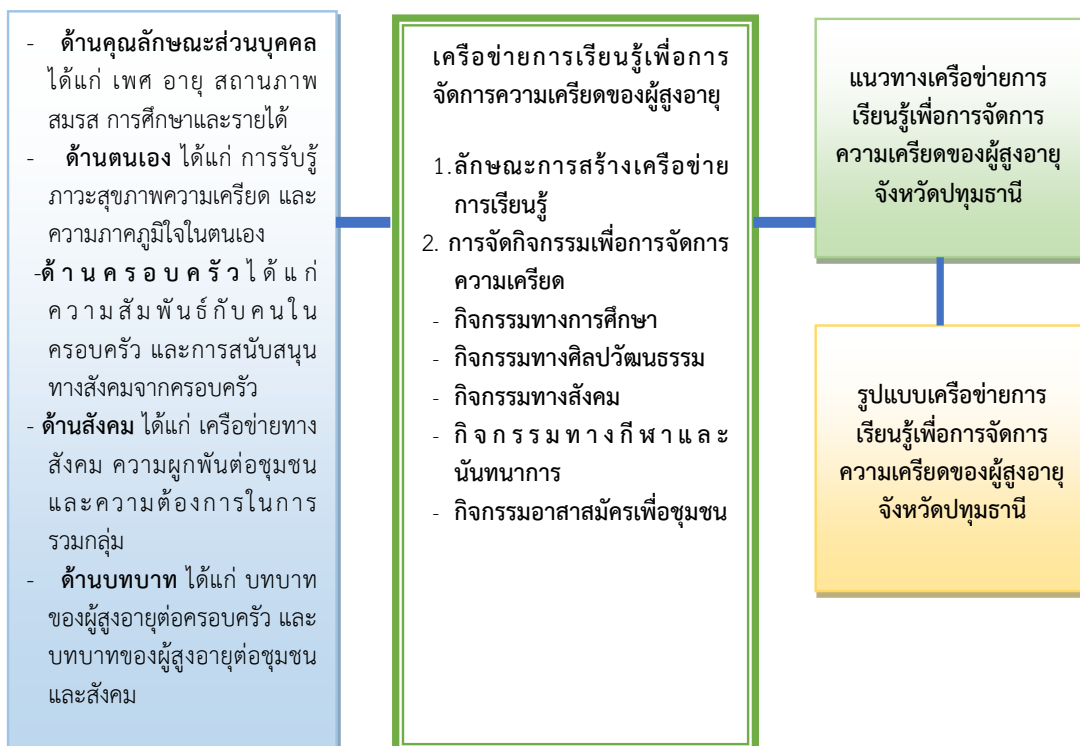 - ด้านคุณลักษณะส่วนบุคคล
ได้แก่ เพศ อายุ สถานภาพ
สมรส การศึกษาและรายได้
- ด้านตนเอง ได้แก่ การรับรู้
ภาวะสุขภาพความเครียด และ
ความภาคภูมิใจในตนเอง
-ด้านครอบครัวได้แก่
ความสัมพันธ์กับคนใน
ครอบครัว และการสนับสนุน
ทางสังคมจากครอบครัว
- ด้านสังคม ได้แก่ เครือข่ายทาง
สังคม ความผูกพันต่อชุมชน
และความต้องการในการ
รวมกลุ่ม
- ด้านบทบาท ได้แก่ บทบาท
ของผู้สูงอายุต่อครอบครัว และ
บทบาทของผู้สูงอายุต่อชุมชน
และสังคม
เครือข่ายการเรียนรู้เพื่อการ
จัดการความเครียดของผู้สูงอายุ
1.ลักษณะการสร้างเครือข่าย
การเรียนรู้
2. การจัดกิจกรรมเพื่อการจัดการ
ความเครียด
- กิจกรรมทางการศึกษา
- กิจกรรมทางศิลปวัฒนธรรม
- กิจกรรมทางสังคม
- กิจกรรมทางกีฬาและ
นันทนาการ
- กิจกรรมอาสาสมัครเพื่อชุมชน
แนวทางเครือข่ายการ
เรียนรู้เพื่อการจัดการ
ความเครียดของผู้สูงอายุ
จังหวัดปทุมธานี
รูปแบบเครือข่ายการ
เรียนรู้เพื่อการจัดการ
ความเครียดของผู้สูงอายุ
จังหวัดปทุมธานี